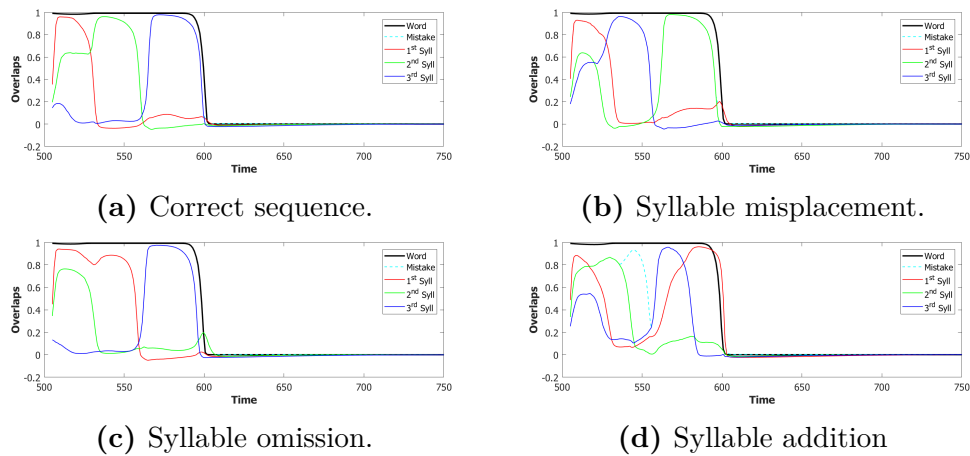 1
0.8
0.6
0.4
0.2
0
-0.2
Overlaps
500 550 600 650 700 750
Time
Word
Mistake
1st Syll
2nd Syll
3rd Syll
(a) Correct sequence.
1
0.8
0.6
0.4
0.2
0
-0.2
Overlaps
500 550 600 650 700 750
Time
Word
Mistake
1st Syll
2nd Syll
3rd Syll
(b) Syllable misplacement.
1
0.8
0.6
0.4
0.2
0
-0.2
Overlaps
500 550 600 650 700 750
Time
Word
Mistake
1st Syll
2nd Syll
3rd Syll
(c) Syllable omission.
1
0.8
0.6
0.4
0.2
0
-0.2
Overlaps
500 550 600 650 700 750
Time
Word
Mistake
1st Syll
2nd Syll
3rd Syll
(d) Syllable addition